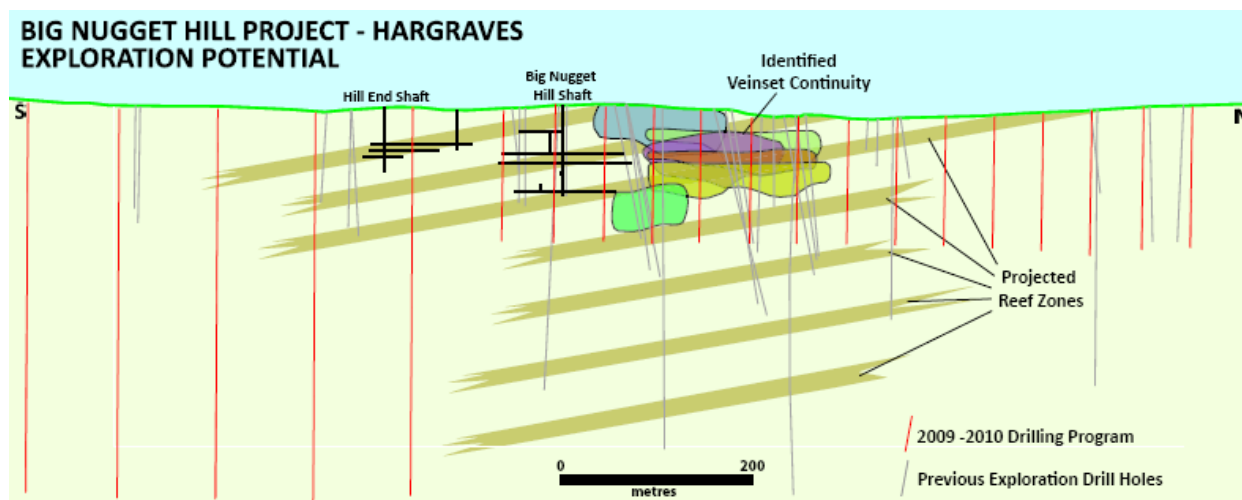 BIG NUGGET HILL PROJECT - HARGRAVES
EXPLORATION POTENTIAL
Identified
Veinset Continuity
Big Nugget
Hill Shaft
Hill End Shaft
S
N
Projected
Reef Zones
2009 -2010 Drilling Program
Previous Exploration Drill Holes
0 200
metres